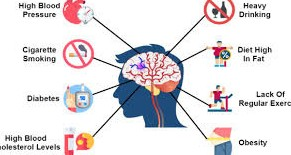 High Blood
Pressure
Heavy
Drinking
Cigarette
Smoking
Diet High
In Fat
Diabetes
Lack Of
Regular Exerc
High Blood
holesterol Levels
Obesity